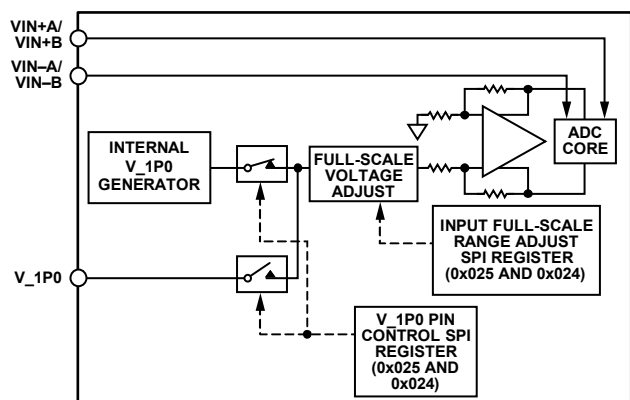 VIN+A/
VIN+B
VIN–A/
VIN–B
INTERNAL
V_1P0
GENERATOR
FULL-SCALE
VOLTAGE
ADJUST
ADC
CORE
INPUT FULL-SCALE
RANGE ADJUST
SPI REGISTER
(0x025 AND 0x024)
V_1P0
V_1P0 PIN
CONTROL SPI
REGISTER
(0x025 AND
0x024)